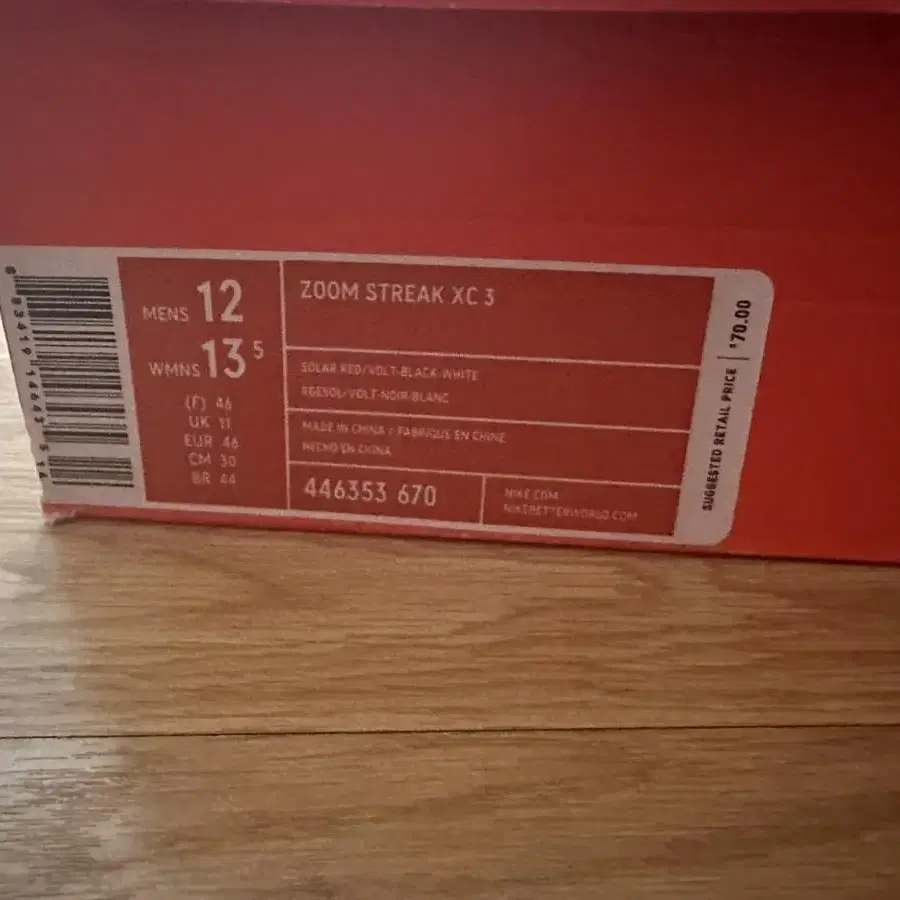 MENS 12
WMNS 13 5
(F) 46
UK 11
EUR 46
CM 30
BR 44
ZOOM STREAK XC 3
SOLAR RED/VOLT-BLACK-WHITE
RGESOL/VOLT-NOIR-BLANC
MADE IN CHINA / FABRIQUE EN CHINE
HECHO EN CHINA
446353 670
NIKE.COM
NIKEBETTERWORLD.COM
SUGGESTED RETAIL PRICE | $70.00